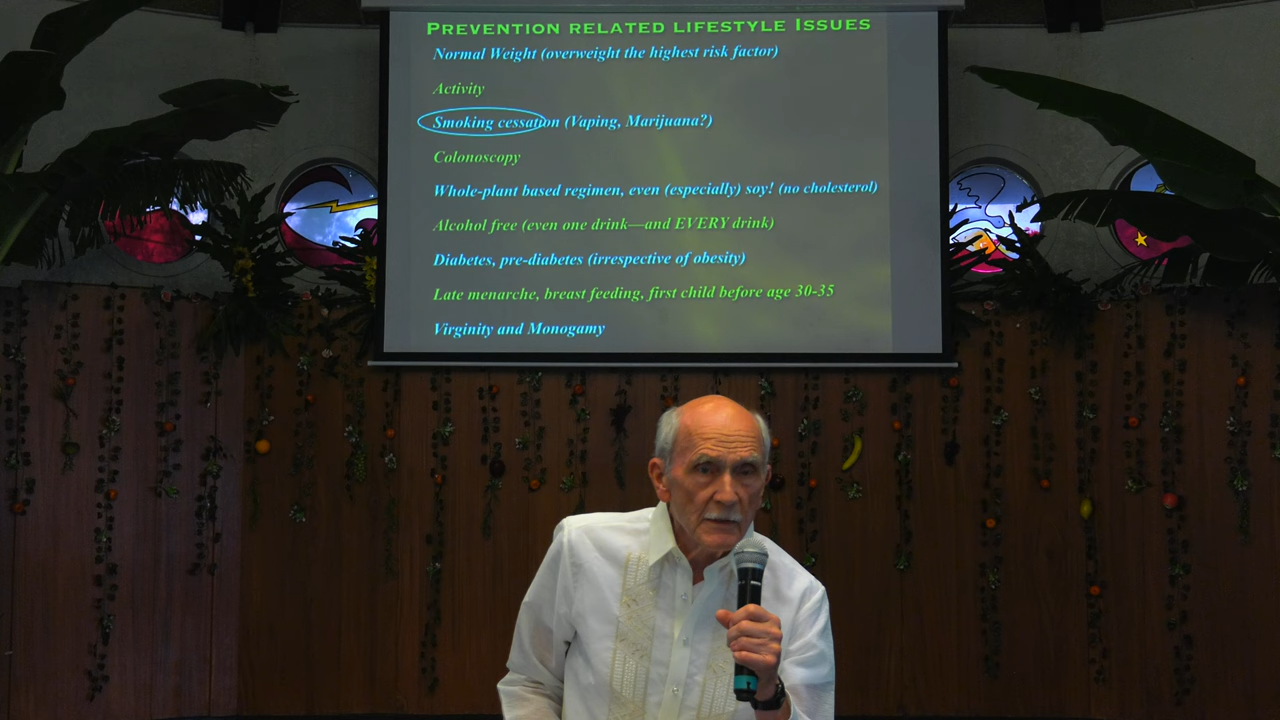 PREVENTION RELATED LIFESTYLE ISSUES
Normal Weight (overweight the highest risk factor)
Activity
Smoking cessation (Vaping, Marijuana?)
Colonoscopy
Whole-plant based regimen, even (especially) soy! (no cholesterol)
Alcohol free (even one drink—and EVERY drink)
Diabetes, pre-diabetes (irrespective of obesity)
Late menarche, breast feeding, first child before age 30-35
Virginity and Monogamy